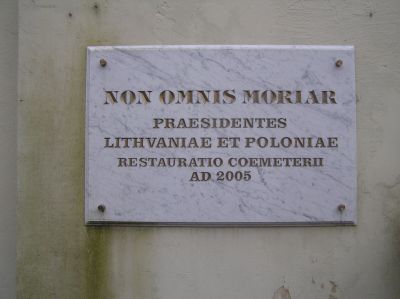 NON OMNIS MORIAR
PRAESIDENTES
LITHVANIAE ET POLONIAE
RESTAURATIO COEMETERII
AD 2005